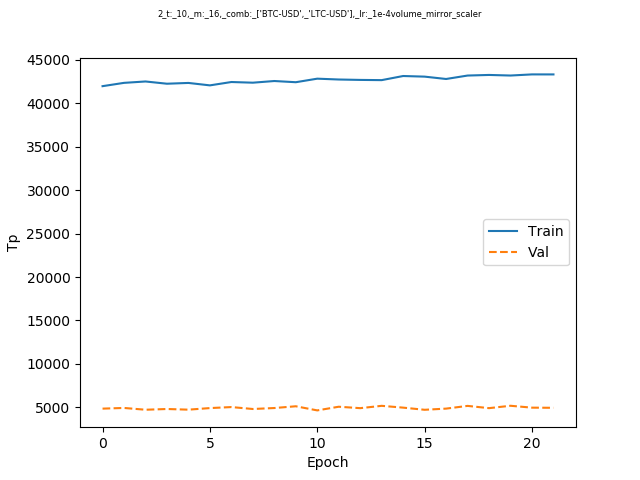 2_t:_10,_m:_16,_comb:_['BTC-USD',_'LTC-USD'],_lr:_1e-4volume_mirror_scaler
45000
40000
35000
30000
25000
20000
15000
10000
5000
Tp
Train
Val
0 5 10 15 20
Epoch